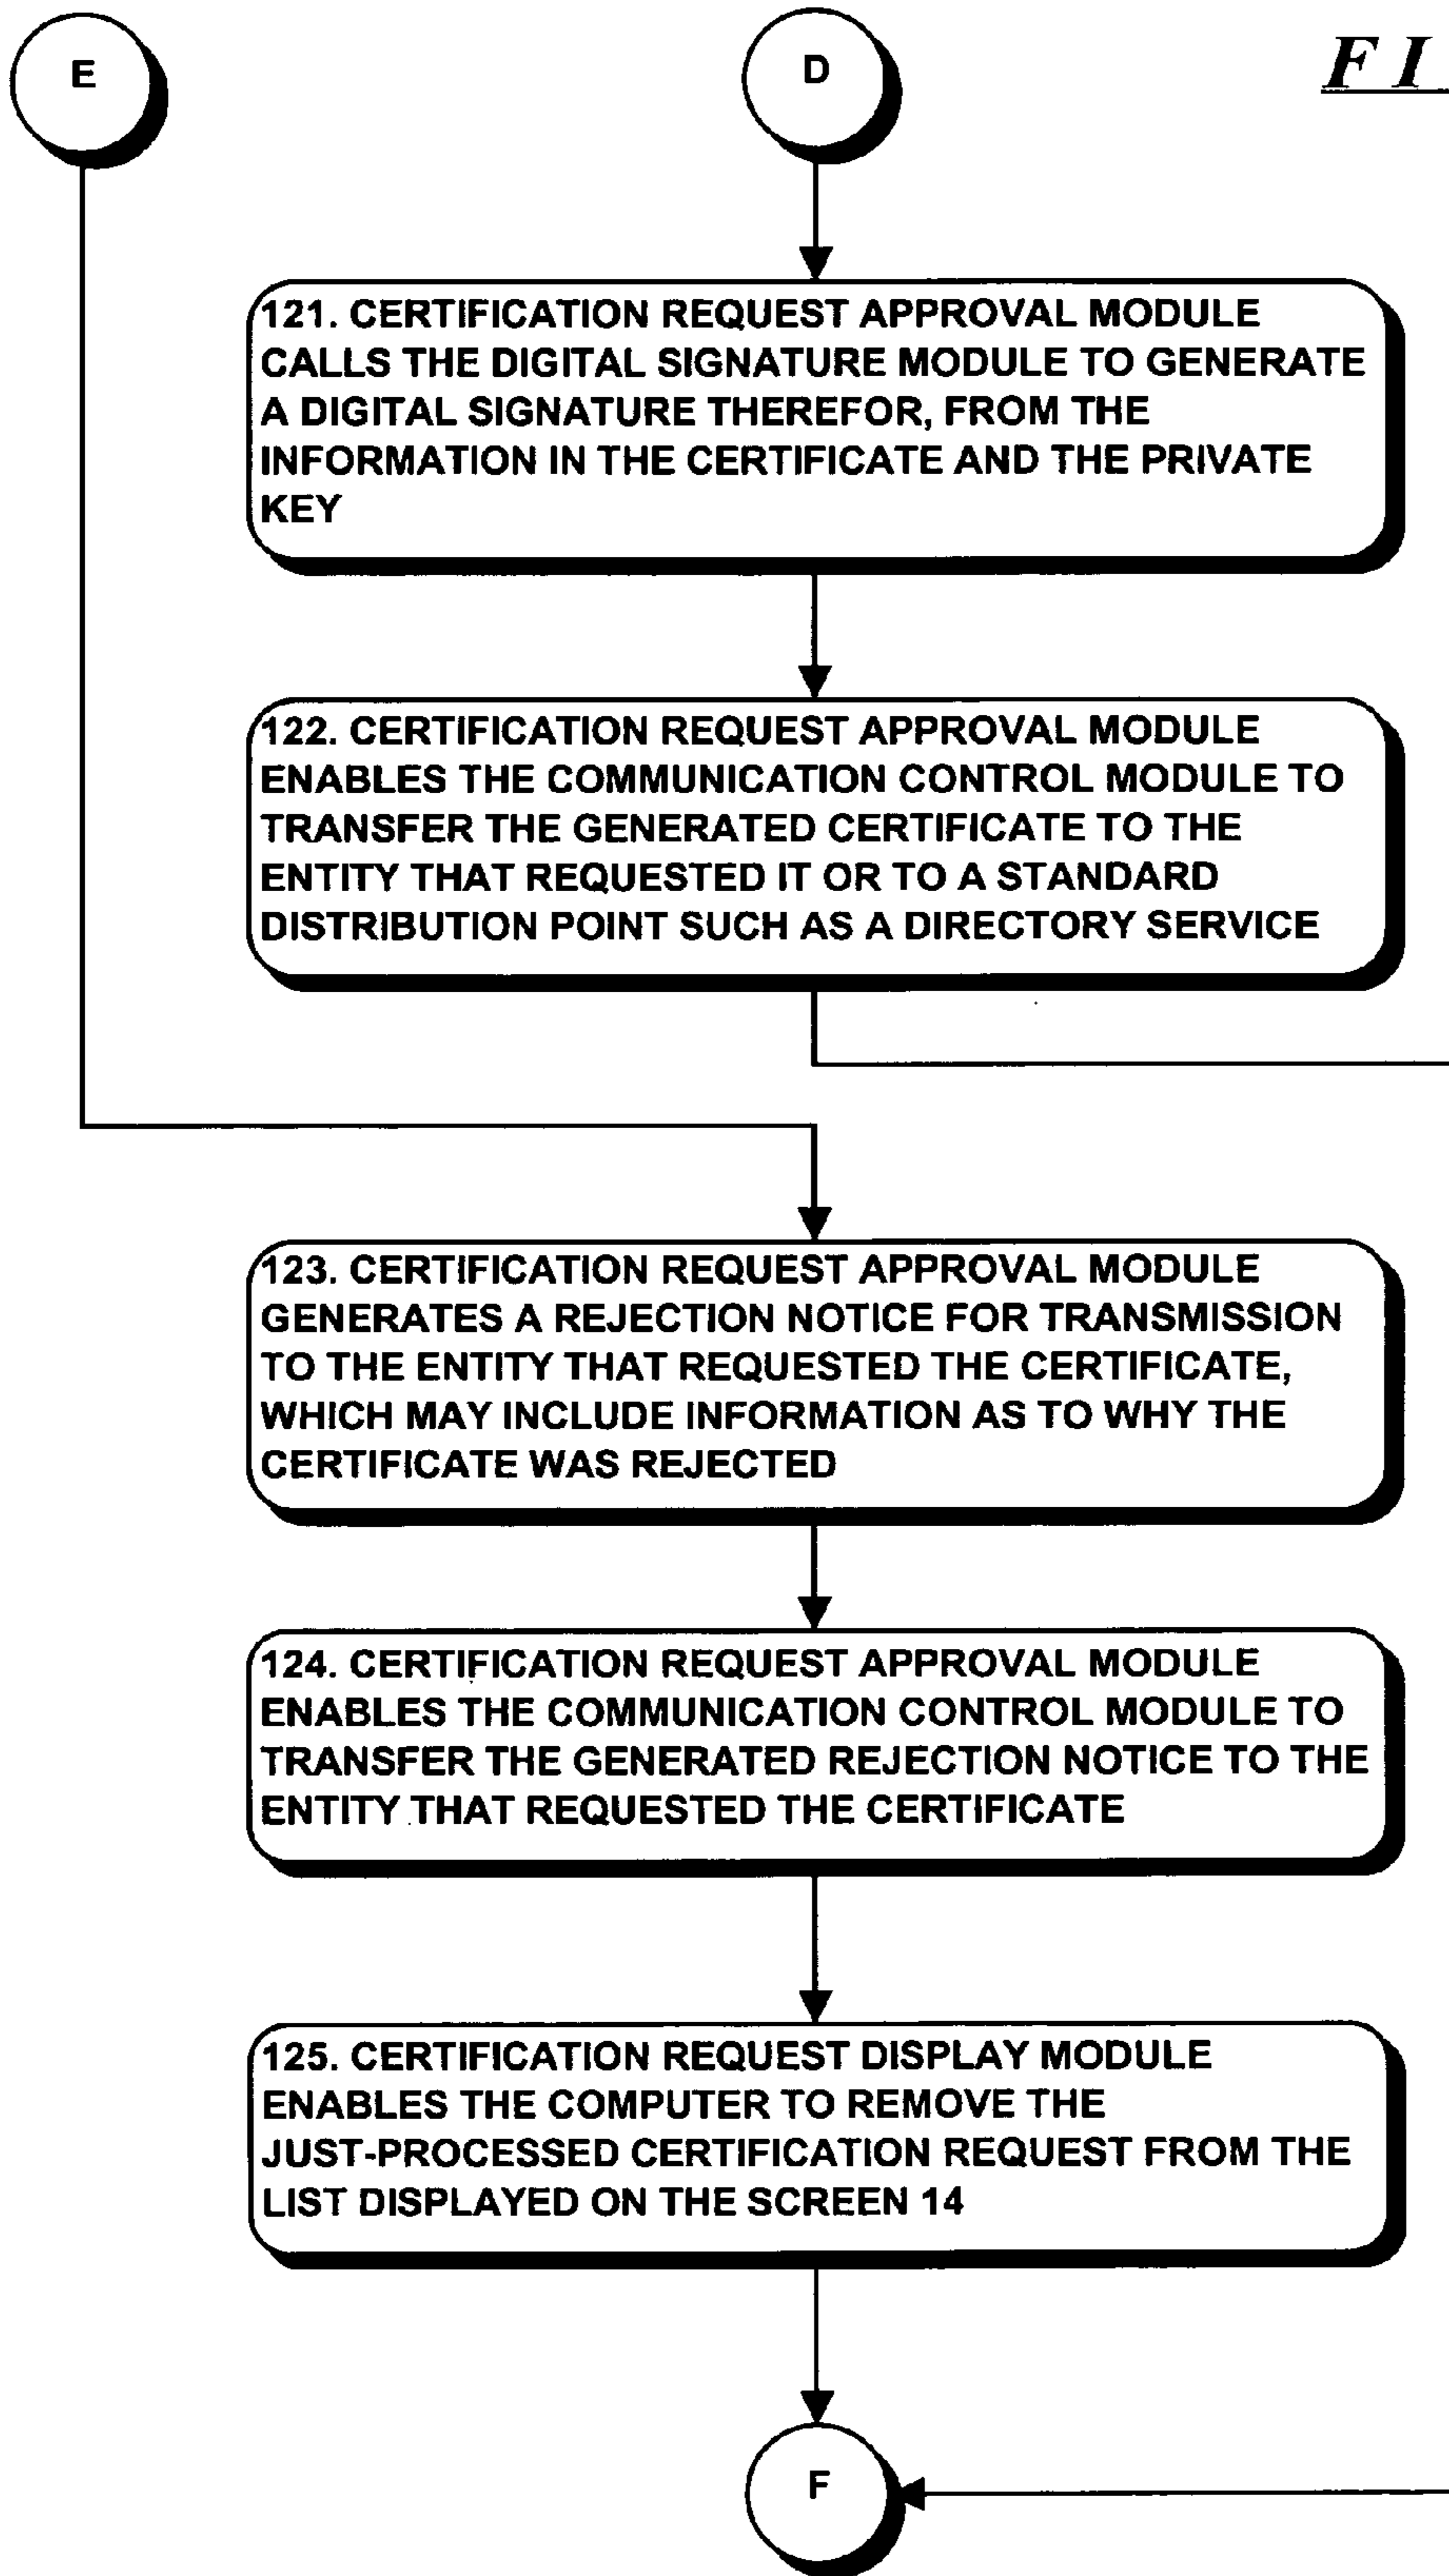 E
D
F I
121. CERTIFICATION REQUEST APPROVAL MODULE
CALLS THE DIGITAL SIGNATURE MODULE TO GENERATE
A DIGITAL SIGNATURE THEREFOR, FROM THE
INFORMATION IN THE CERTIFICATE AND THE PRIVATE
KEY
122. CERTIFICATION REQUEST APPROVAL MODULE
ENABLES THE COMMUNICATION CONTROL MODULE TO
TRANSFER THE GENERATED CERTIFICATE TO THE
ENTITY THAT REQUESTED IT OR TO A STANDARD
DISTRIBUTION POINT SUCH AS A DIRECTORY SERVICE
123. CERTIFICATION REQUEST APPROVAL MODULE
GENERATES A REJECTION NOTICE FOR TRANSMISSION
TO THE ENTITY THAT REQUESTED THE CERTIFICATE,
WHICH MAY INCLUDE INFORMATION AS TO WHY THE
CERTIFICATE WAS REJECTED
124. CERTIFICATION REQUEST APPROVAL MODULE
ENABLES THE COMMUNICATION CONTROL MODULE TO
TRANSFER THE GENERATED REJECTION NOTICE TO THE
ENTITY THAT REQUESTED THE CERTIFICATE
125. CERTIFICATION REQUEST DISPLAY MODULE
ENABLES THE COMPUTER TO REMOVE THE
JUST-PROCESSED CERTIFICATION REQUEST FROM THE
LIST DISPLAYED ON THE SCREEN 14
F